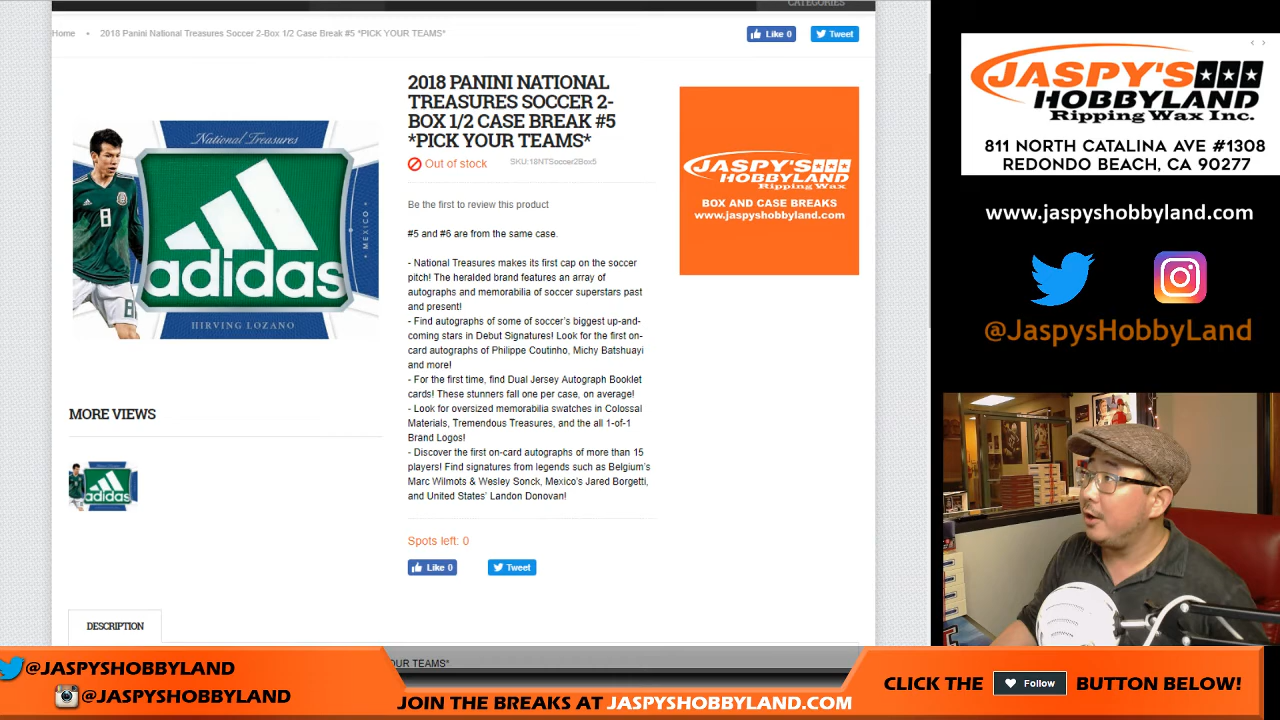 CATEGORIES
Home • 2018 Panini National Treasures Soccer 2-Box 1/2 Case Break #5 *PICK YOUR TEAMS*
Like 0
Tweet
National Treasures
8
adidas
MEXICO
HIRVING LOZANO
MORE VIEWS
adidas
2018 PANINI NATIONAL
TREASURES SOCCER 2-
BOX 1/2 CASE BREAK #5
*PICK YOUR TEAMS*
Out of stock
SKU:18NTSoccer2Box5
Be the first to review this product
#5 and #6 are from the same case.
- National Treasures makes its first cap on the soccer
pitch! The heralded brand features an array of
autographs and memorabilia of soccer superstars past
and present!
- Find autographs of some of soccer's biggest up-and-
coming stars in Debut Signatures! Look for the first on-
card autographs of Philippe Coutinho, Michy Batshuayi
and more!
- For the first time, find Dual Jersey Autograph Booklet
cards! These stunners fall one per case, on average!
- Look for oversized memorabilia swatches in Colossal
Materials, Tremendous Treasures, and the all 1-of-1
Brand Logos!
- Discover the first on-card autographs of more than 15
players! Find signatures from legends such as Belgium's
Marc Wilmots & Wesley Sonck, Mexico's Jared Borgetti,
and United States' Landon Donovan!
Spots left: 0
Like 0
Tweet
DESCRIPTION
OUR TEAMS*
JASPY'S
HOBBYLAND
Ripping Wax
BOX AND CASE BREAKS
www.jaspyshobbyland.com
JASPY'S
HOBBYLAND
Ripping Wax Inc.
811 NORTH CATALINA AVE #1308
REDONDO BEACH, CA 90277
www.jaspyshobbyland.com
@JaspysHobbyLand
@JASPYSHOBBYLAND
@JASPYSHOBBYLAND
JOIN THE BREAKS AT JASPYSHOBBYLAND.COM
CLICK THE Follow BUTTON BELOW!